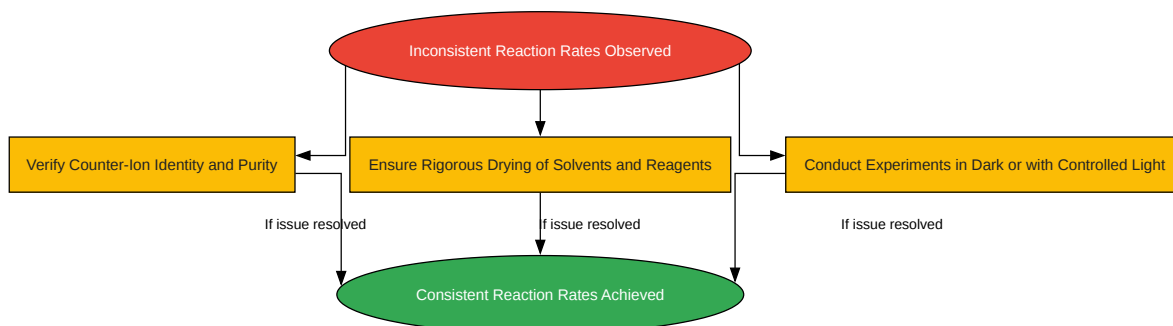 Inconsistent Reaction Rates Observed
Verify Counter-Ion Identity and Purity
Ensure Rigorous Drying of Solvents and Reagents
Conduct Experiments in Dark or with Controlled Light
If issue resolved
If issue resolved
If issue resolved
Consistent Reaction Rates Achieved